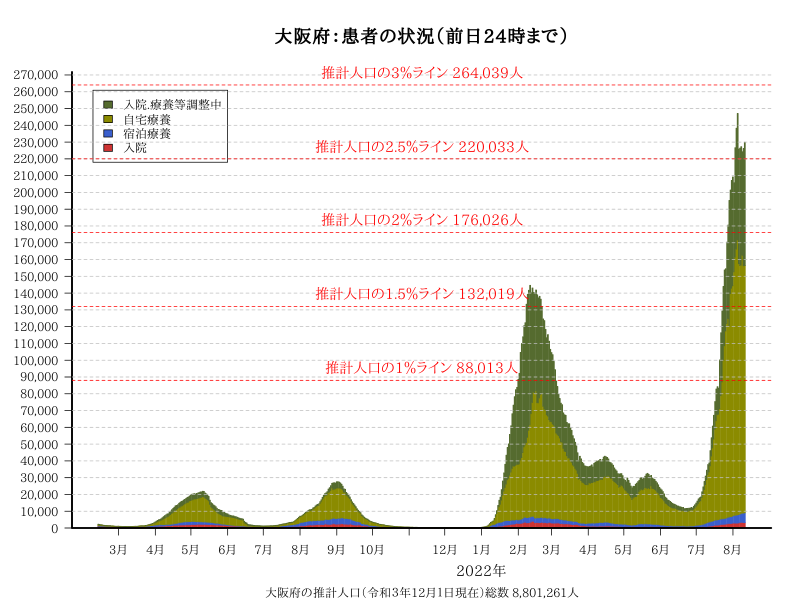 大阪府:患者の状況(前日24時まで)
270,000
260,000
250,000
240,000
230,000
220,000
210,000
200,000
190,000
180,000
170,000
160,000
150,000
140,000
130,000
120,000
110,000
100,000
90,000
80,000
70,000
60,000
50,000
40,000
30,000
20,000
10,000
0
推計人口の3%ライン 264,039人
推計人口の2.5%ライン 220,033人
推計人口の2%ライン 176,026人
推計人口の1.5%ライン 132,019人
推計人口の1%ライン 88,013人
入院,療養等調整中
自宅療養
宿泊療養
入院
3月 4月 5月 6月 7月 8月 9月 10月 12月 1月 2月 3月 4月 5月 6月 7月 8月
2022年
大阪府の推計人口(令和3年12月1日現在)総数 8,801,261人